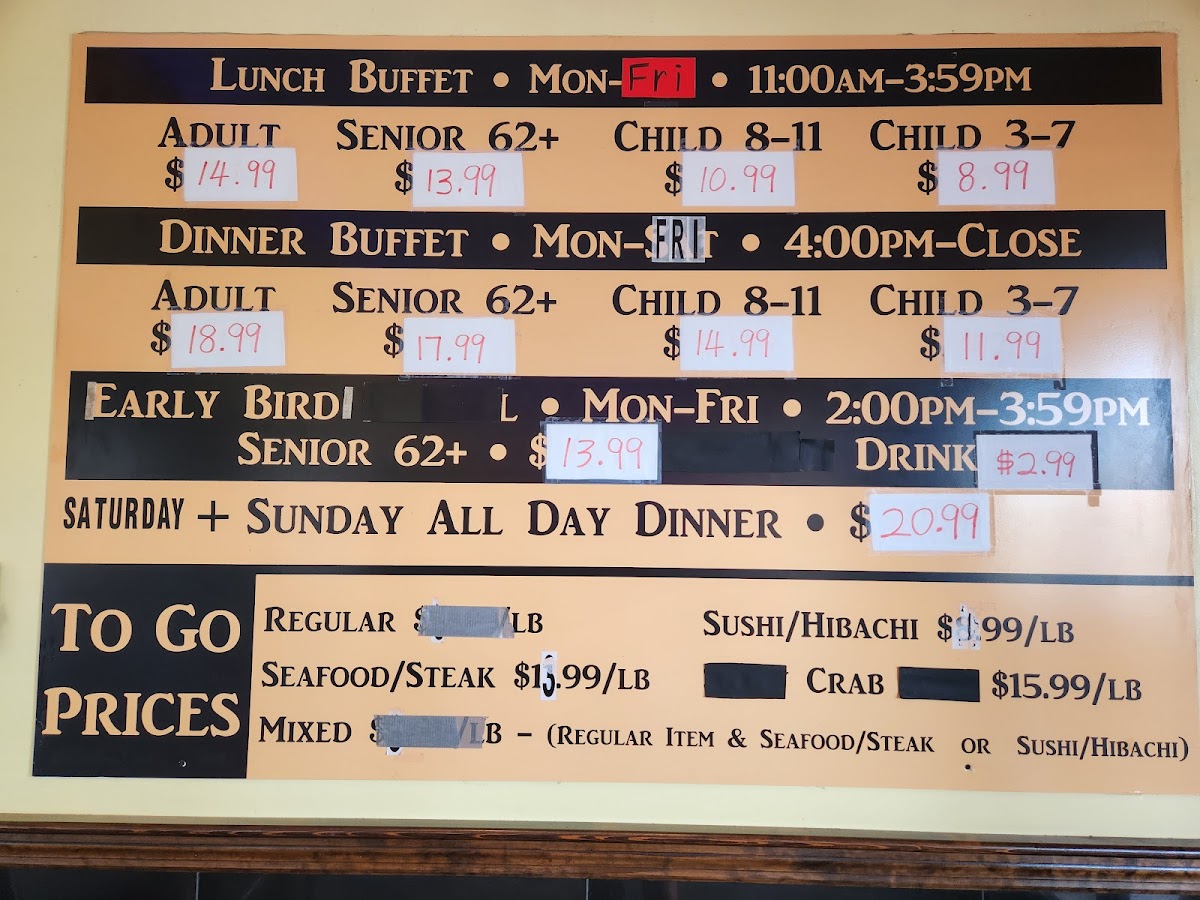 LUNCH BUFFET • MON-Fri • 11:00AM-3:59PM
ADULT SENIOR 62+ CHILD 8-11 CHILD 3-7
$14.99 $13.99 $10.99 $8.99
DINNER BUFFET • MON-FRI • 4:00PM-CLOSE
ADULT SENIOR 62+ CHILD 8-11 CHILD 3-7
$18.99 $17.99 $14.99 $11.99
EARLY BIRD L • MON-FRI • 2:00PM-3:59PM
SENIOR 62+ • $13.99 DRINK $2.99
SATURDAY + SUNDAY ALL DAY DINNER • $20.99
TO GO PRICES
REGULAR $ /LB SUSHI/HIBACHI $ .99/LB
SEAFOOD/STEAK $13.99/LB CRAB $15.99/LB
MIXED $ /LB - (REGULAR ITEM & SEAFOOD/STEAK OR SUSHI/HIBACHI)